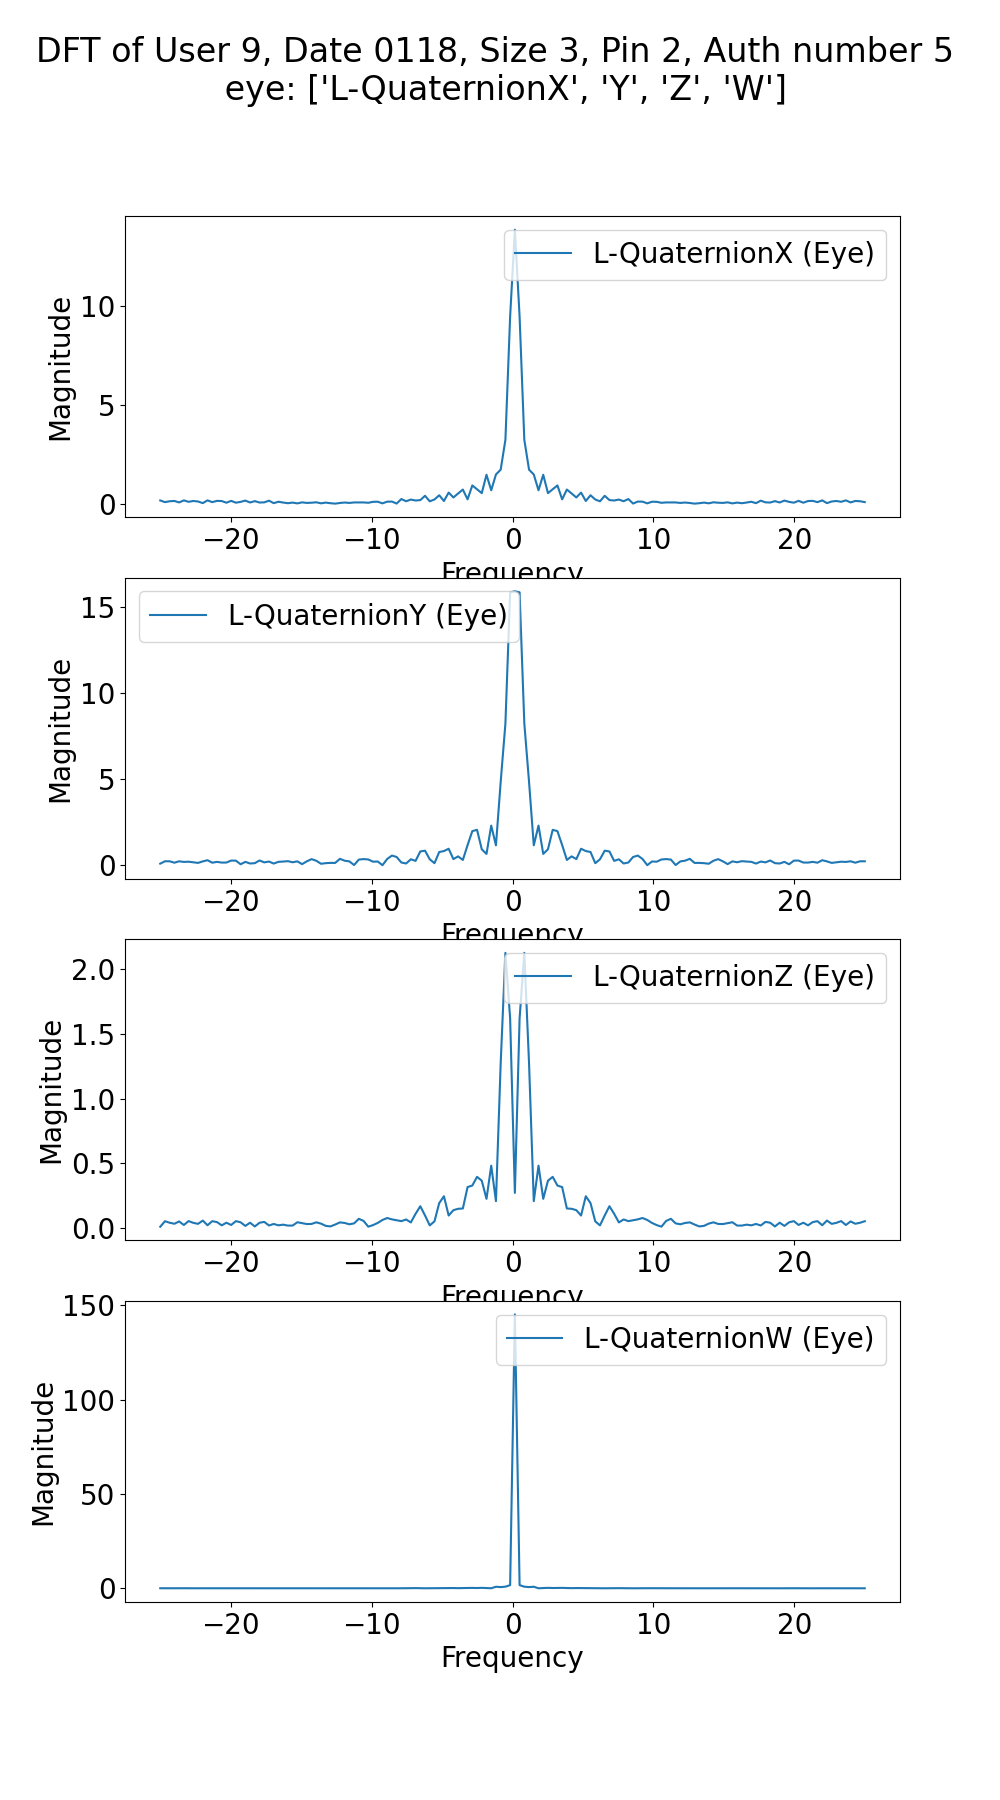 DFT of User 9, Date 0118, Size 3, Pin 2, Auth number 5
eye: ['L-QuaternionX', 'Y', 'Z', 'W']
L-QuaternionX (Eye)
Magnitude
10
5
0
−20 −10 0 10 20
Frequency
L-QuaternionY (Eye)
Magnitude
15
10
5
0
−20 −10 0 10 20
Frequency
L-QuaternionZ (Eye)
Magnitude
2.0
1.5
1.0
0.5
0.0
−20 −10 0 10 20
Frequency
L-QuaternionW (Eye)
Magnitude
150
100
50
0
−20 −10 0 10 20
Frequency